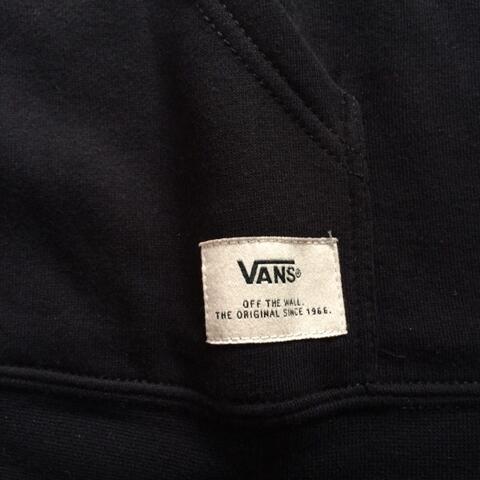 VANS®
OFF THE WALL.
THE ORIGINAL SINCE 1966.